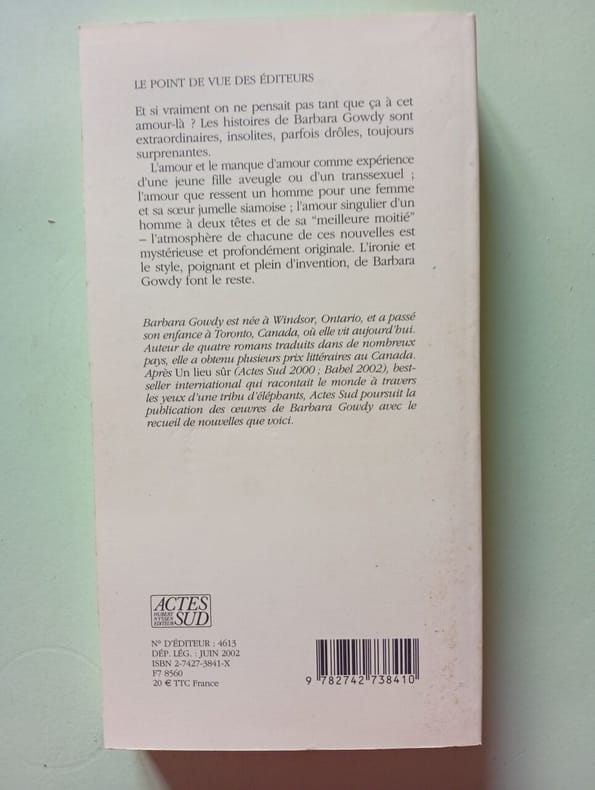 LE POINT DE VUE DES ÉDITEURS
Et si vraiment on ne pensait pas tant que ça à cet
amour-là ? Les histoires de Barbara Gowdy sont
extraordinaires, insolites, parfois drôles, toujours
surprenantes.
L'amour et le manque d'amour comme expérience
d'une jeune fille aveugle ou d'un transsexuel ;
l'amour que ressent un homme pour une femme
et sa sœur jumelle siamoise ; l'amour singulier d'un
homme à deux têtes et de sa “meilleure moitié”
– l'atmosphère de chacune de ces nouvelles est
mystérieuse et profondément originale. L'ironie et
le style, poignant et plein d'invention, de Barbara
Gowdy font le reste.
Barbara Gowdy est née à Windsor, Ontario, et a passé
son enfance à Toronto, Canada, où elle vit aujourd'hui.
Auteur de quatre romans traduits dans de nombreux
pays, elle a obtenu plusieurs prix littéraires au Canada.
Après Un lieu sûr (Actes Sud 2000 ; Babel 2002), best-
seller international qui racontait le monde à travers
les yeux d'une tribu d'éléphants, Actes Sud poursuit la
publication des œuvres de Barbara Gowdy avec le
recueil de nouvelles que voici.
ACTES
HUBERT
NYSSEN
ÉDITEUR
SUD
N° D'ÉDITEUR : 4613
DÉP. LÉG. : JUIN 2002
ISBN 2-7427-3841-X
F7 8560
20 € TTC France
9 782742 738410